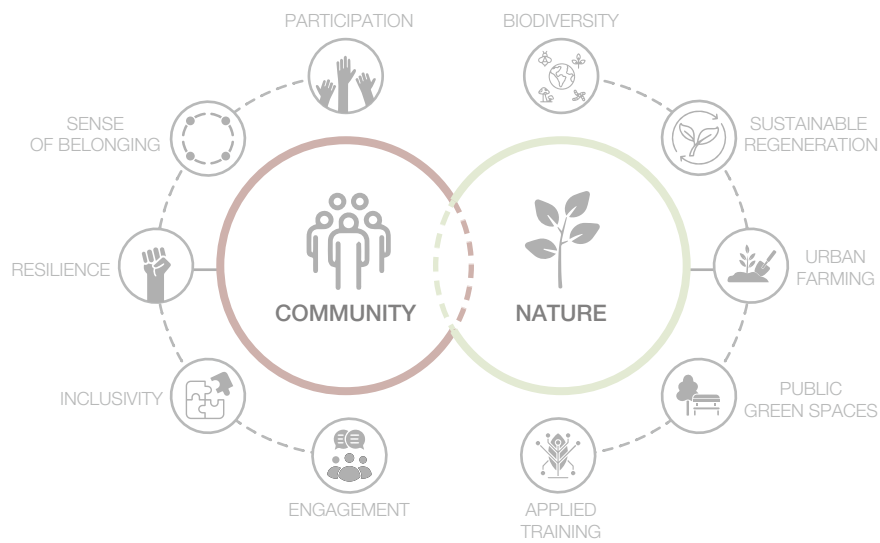 PARTICIPATION
BIODIVERSITY
SENSE
OF BELONGING
SUSTAINABLE
REGENERATION
RESILIENCE
URBAN
FARMING
COMMUNITY
NATURE
INCLUSIVITY
PUBLIC
GREEN SPACES
ENGAGEMENT
APPLIED
TRAINING